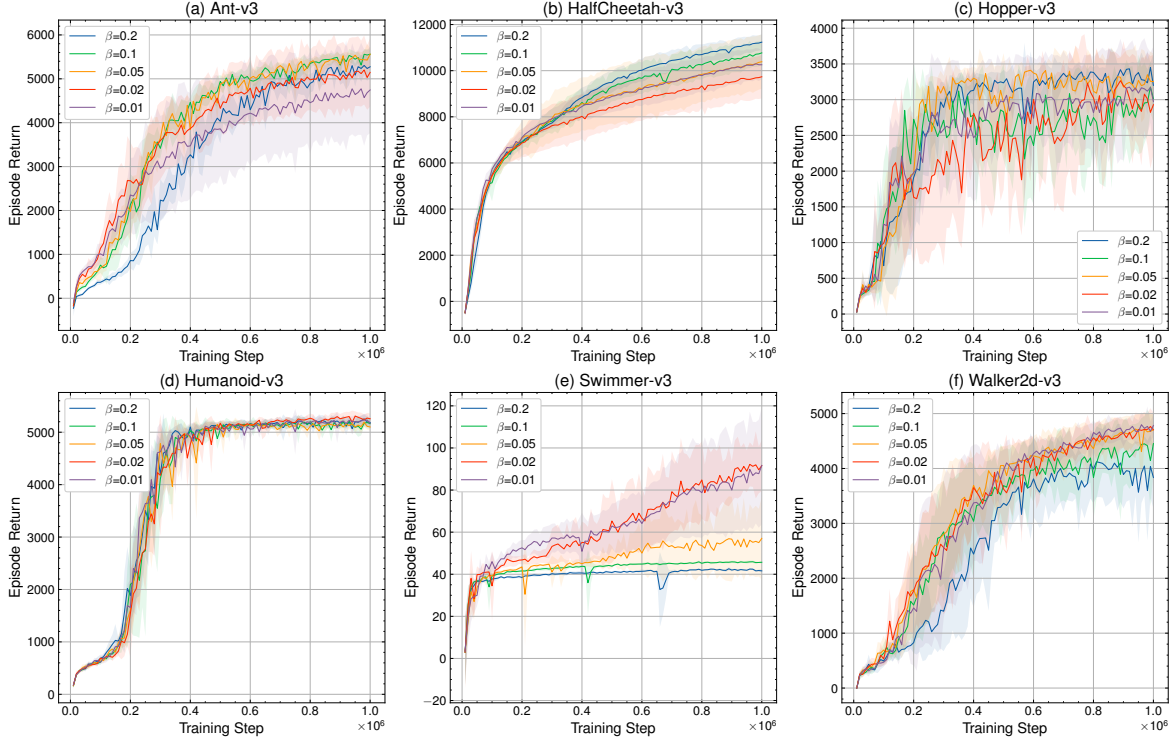 (a) Ant-v3
Episode Return
6000
5000
4000
3000
2000
1000
0
β=0.2
β=0.1
β=0.05
β=0.02
β=0.01
0.0 0.2 0.4 0.6 0.8 1.0
Training Step
×10⁶
(b) HalfCheetah-v3
Episode Return
12000
10000
8000
6000
4000
2000
0
β=0.2
β=0.1
β=0.05
β=0.02
β=0.01
0.0 0.2 0.4 0.6 0.8 1.0
Training Step
×10⁶
(c) Hopper-v3
Episode Return
4000
3500
3000
2500
2000
1500
1000
500
0
β=0.2
β=0.1
β=0.05
β=0.02
β=0.01
0.0 0.2 0.4 0.6 0.8 1.0
Training Step
×10⁶
(d) Humanoid-v3
Episode Return
5000
4000
3000
2000
1000
0
β=0.2
β=0.1
β=0.05
β=0.02
β=0.01
0.0 0.2 0.4 0.6 0.8 1.0
Training Step
×10⁶
(e) Swimmer-v3
Episode Return
120
100
80
60
40
20
0
−20
β=0.2
β=0.1
β=0.05
β=0.02
β=0.01
0.0 0.2 0.4 0.6 0.8 1.0
Training Step
×10⁶
(f) Walker2d-v3
Episode Return
5000
4000
3000
2000
1000
0
β=0.2
β=0.1
β=0.05
β=0.02
β=0.01
0.0 0.2 0.4 0.6 0.8 1.0
Training Step
×10⁶